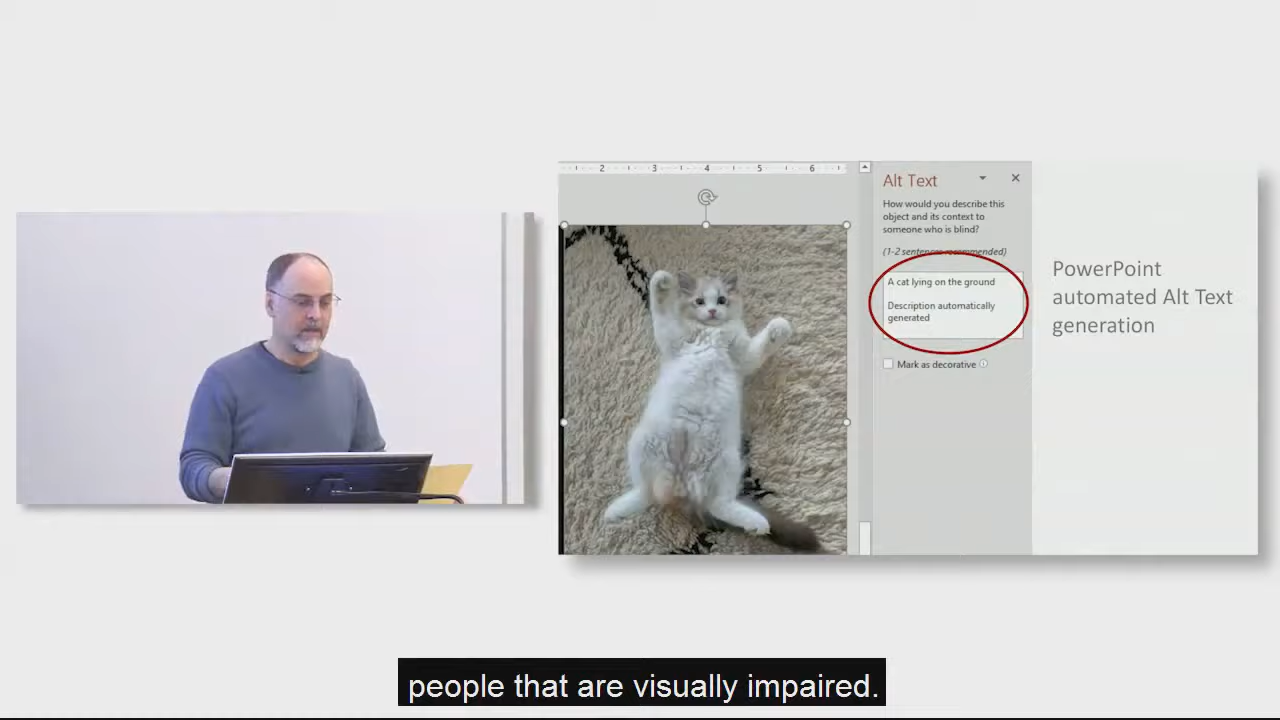 2 3 4 5 6
Alt Text
How would you describe this
object and its context to
someone who is blind?
(1-2 sentences recommended)
A cat lying on the ground
Description automatically
generated
Mark as decorative
PowerPoint
automated Alt Text
generation
people that are visually impaired.